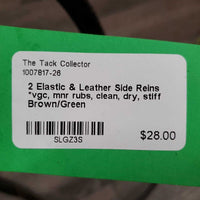 The Tack Collector
1007817-26
2 Elastic & Leather Side Reins
*vgc, mnr rubs, clean, dry, stiff
Brown/Green
SLGZ3S
$28.00